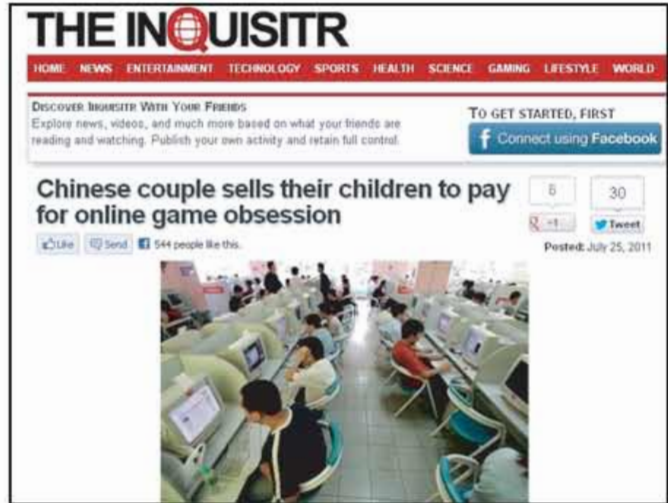 THE INQUISITR
HOME NEWS ENTERTAINMENT TECHNOLOGY SPORTS HEALTH SCIENCE GAMING LIFESTYLE WORLD
DISCOVER INQUISITR WITH YOUR FRIENDS
Explore news, videos, and much more based on what your friends are
reading and watching. Publish your own activity and retain full control.
TO GET STARTED, FIRST
f Connect using Facebook
Chinese couple sells their children to pay
for online game obsession
6
30
+1
Tweet
Like Send 544 people like this.
Posted: July 25, 2011